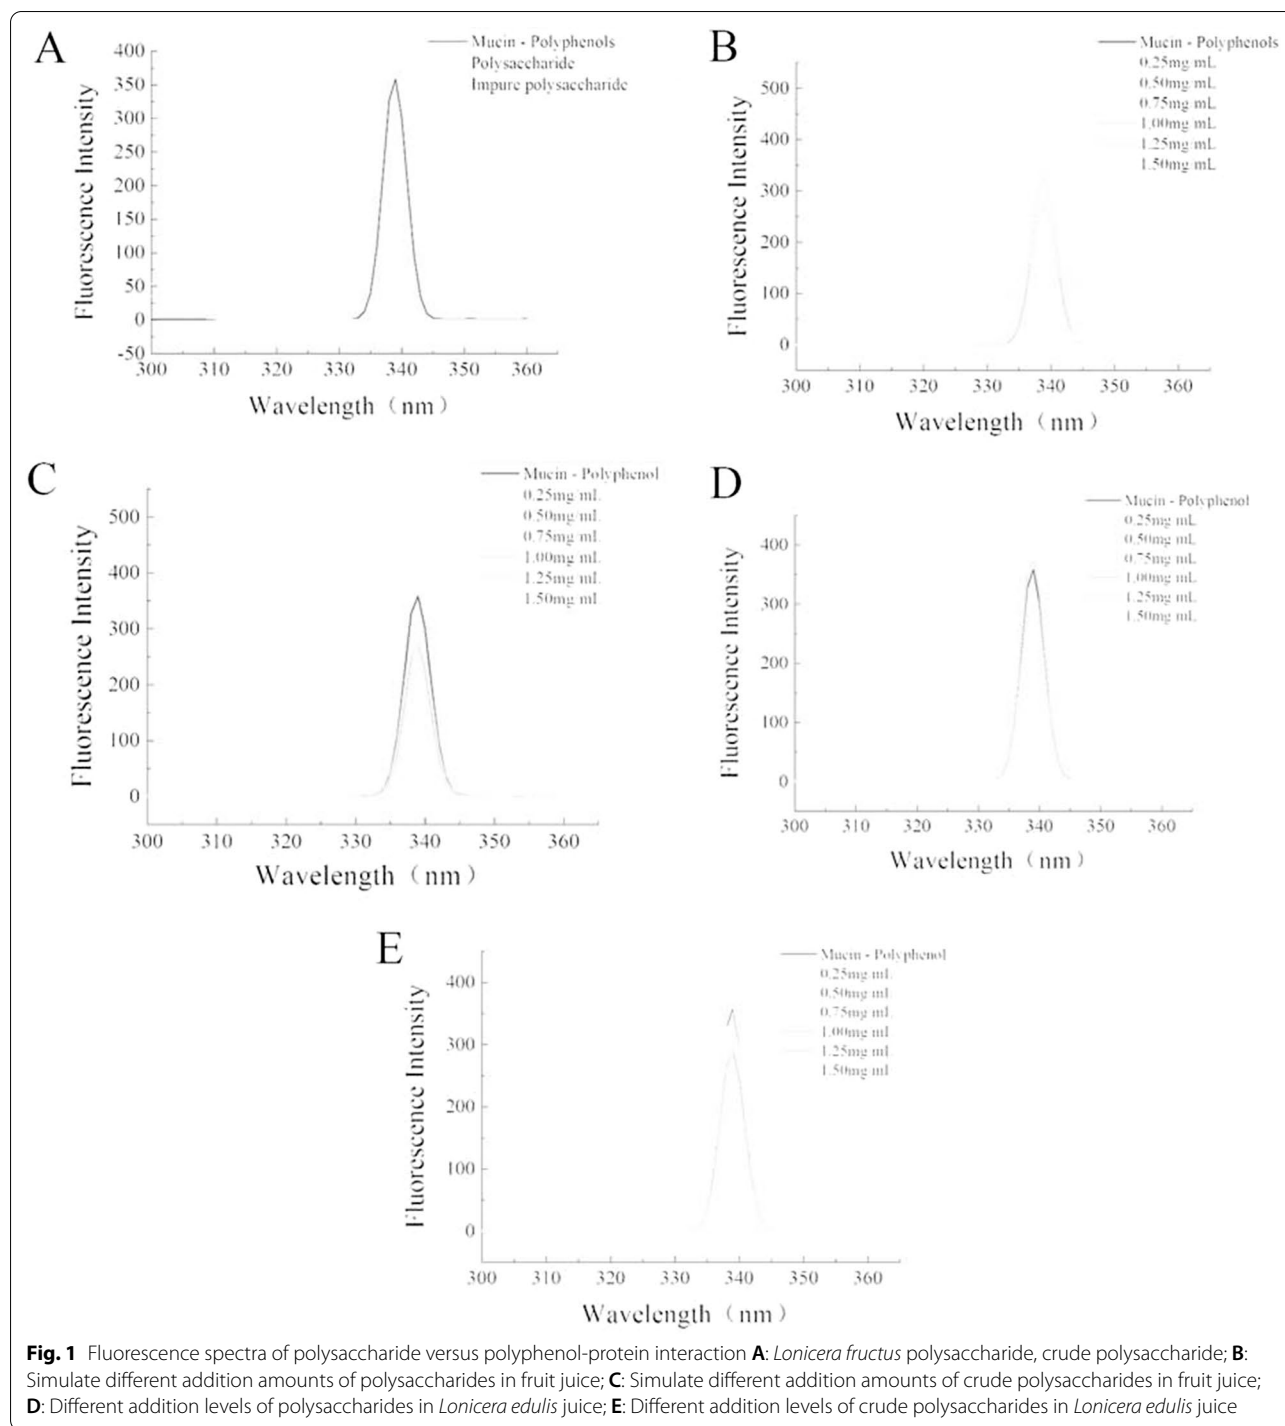 A
Mucin - Polyphenols
Polysaccharide
Impure polysaccharide
400
350
300
250
200
150
100
50
0
-50
Fluorescence Intensity
300 310 320 330 340 350 360
Wavelength (nm)
B
Mucin - Polyphenols
0.25mg mL
0.50mg mL
0.75mg mL
1.00mg mL
1.25mg mL
1.50mg mL
500
400
300
200
100
0
Fluorescence Intensity
300 310 320 330 340 350 360
Wavelength (nm)
C
Mucin - Polyphenol
0.25mg mL
0.50mg mL
0.75mg mL
1.00mg mL
1.25mg mL
1.50mg mL
500
400
300
200
100
0
Fluorescence Intensity
300 310 320 330 340 350 360
Wavelength (nm)
D
Mucin - Polyphenol
0.25mg mL
0.50mg mL
0.75mg mL
1.00mg mL
1.25mg mL
1.50mg mL
400
300
200
100
0
Fluorescence Intensity
300 310 320 330 340 350 360
Wavelength (nm)
E
Mucin - Polyphenol
0.25mg mL
0.50mg mL
0.75mg mL
1.00mg mL
1.25mg mL
1.50mg mL
400
300
200
100
0
Fluorescence Intensity
300 310 320 330 340 350 360
Wavelength (nm)
Fig. 1 Fluorescence spectra of polysaccharide versus polyphenol-protein interaction A: Lonicera fructus polysaccharide, crude polysaccharide; B:
Simulate different addition amounts of polysaccharides in fruit juice; C: Simulate different addition amounts of crude polysaccharides in fruit juice;
D: Different addition levels of polysaccharides in Lonicera edulis juice; E: Different addition levels of crude polysaccharides in Lonicera edulis juice